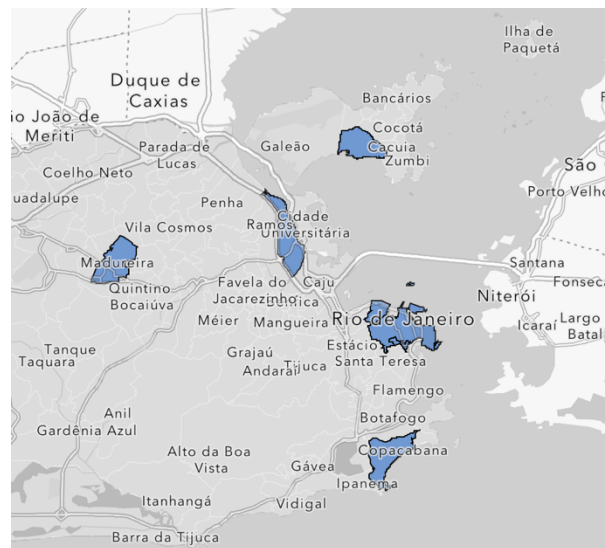 Ilha de
Paquetá
Duque de
Caxias
Bancários
io João de
Meriti
Cocotá
Parada de
Lucas
Galeão
Cacuia
Zumbi
São
Coelho Neto
Porto Velho
uadalupe
Penha
Cidade
Universitária
Vila Cosmos
Ramos
Madureira
Santana
Quintino
Bocaiúva
Favela do
Jacarezinho
Caju
Benfica
Fonseca
Niterói
Méier
Mangueira
Rio de Janeiro
Icaraí
Largo
Batal
Tanque
Taquara
Grajaú
Andaraí
Tijuca
Estácio
Santa Teresa
Flamengo
Anil
Gardênia Azul
Botafogo
Alto da Boa
Vista
Copacabana
Gávea
Ipanema
Itanhangá
Vidigal
Barra da Tijuca